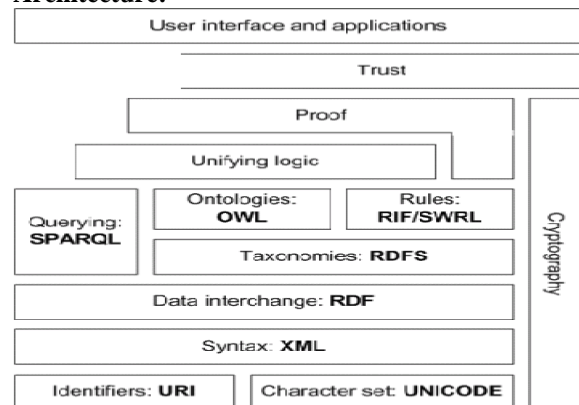 Architecture:
User interface and applications
Trust
Proof
Unifying logic
Ontologies:
OWL
Rules:
RIF/SWRL
Querying:
SPARQL
Taxonomies: RDFS
Cryptography
Data interchange: RDF
Syntax: XML
Identifiers: URI
Character set: UNICODE